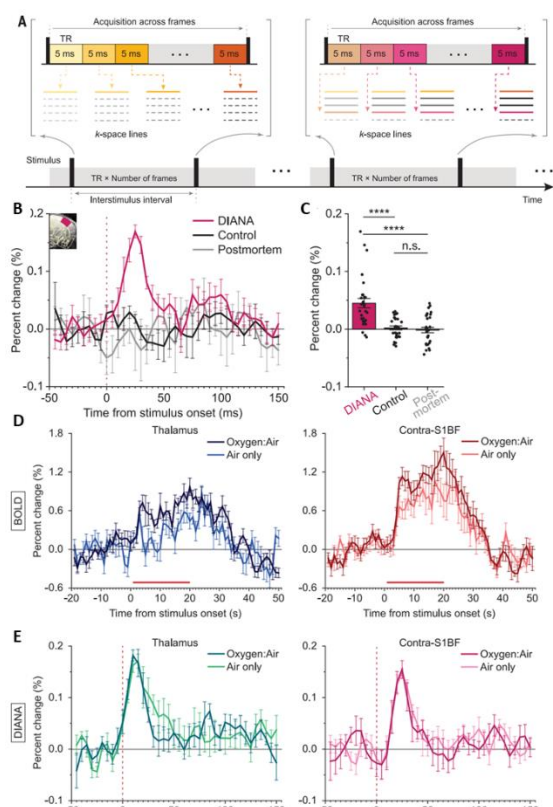 A
Acquisition across frames
TR
5 ms 5 ms 5 ms • • • 5 ms
• • •
k-space lines
Acquisition across frames
TR
5 ms 5 ms 5 ms • • • 5 ms
• • •
k-space lines
Stimulus
TR × Number of frames
• • •
TR × Number of frames
• • •
Interstimulus interval
Time
B
DIANA
Control
Postmortem
0.2
0.1
0.0
-0.1
Percent change (%)
-50 0 50 100 150
Time from stimulus onset (ms)
C
****
****
n.s.
0.2
0.1
0.0
-0.1
Percent change (%)
DIANA
Control
Post-
mortem
D
BOLD
Thalamus
Oxygen:Air
Air only
1.8
1.2
0.6
0.0
-0.6
Percent change (%)
-20 -10 0 10 20 30 40 50
Time from stimulus onset (s)
Contra-S1BF
Oxygen:Air
Air only
1.8
1.2
0.6
0.0
-0.6
-20 -10 0 10 20 30 40 50
Time from stimulus onset (s)
E
DIANA
Thalamus
Oxygen:Air
Air only
0.2
0.1
0.0
-0.1
Percent change (%)
Contra-S1BF
Oxygen:Air
Air only
0.2
0.1
0.0
-0.1